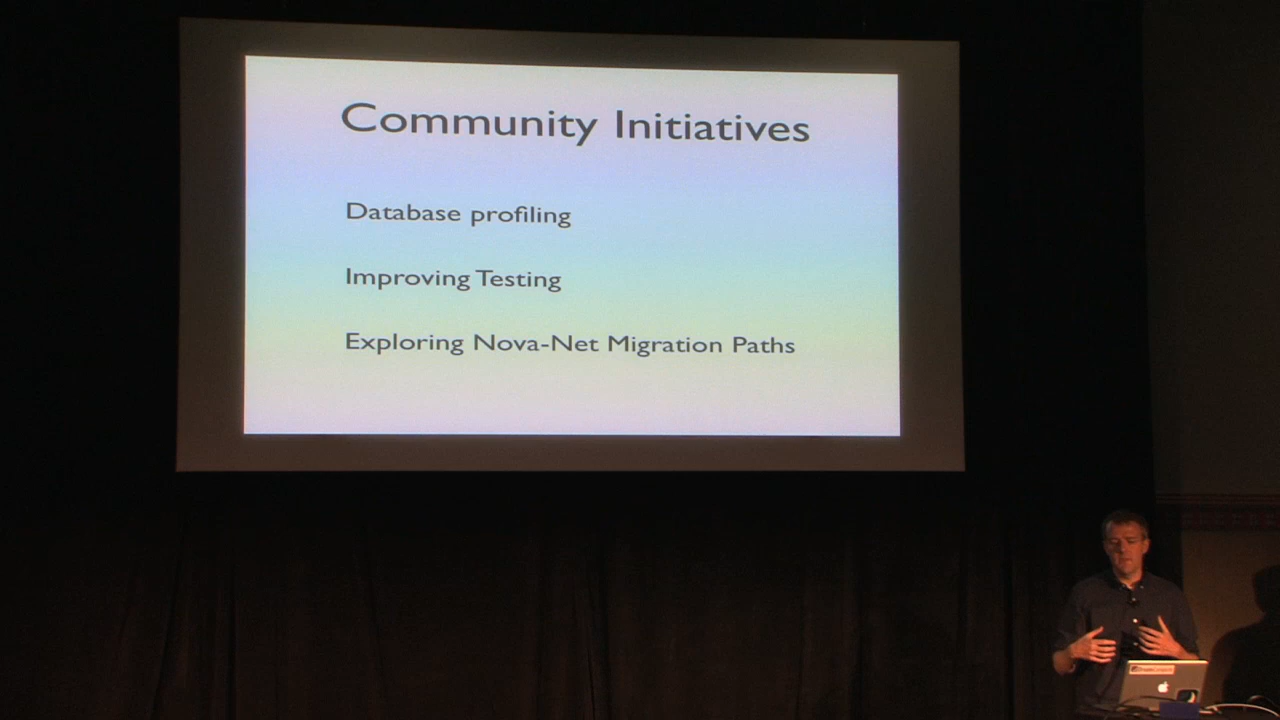 Community Initiatives
Database profiling
Improving Testing
Exploring Nova-Net Migration Paths